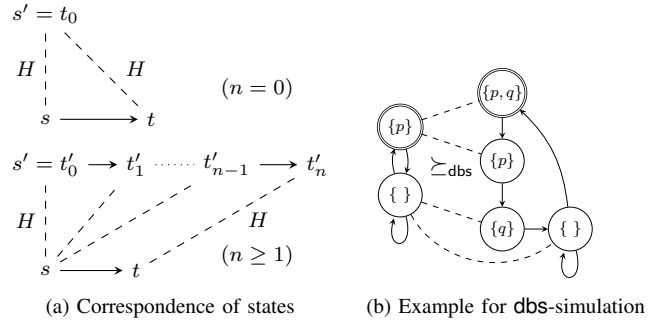 s′ = t₀
H
H
(n = 0)
s
t
s′ = t′₀
t′₁
t′ₙ₋₁
t′ₙ
H
H
(n ≥ 1)
s
t
(a) Correspondence of states
{p, q}
{p}
{p}
⪰dbs
{ }
{q}
{ }
(b) Example for dbs-simulation